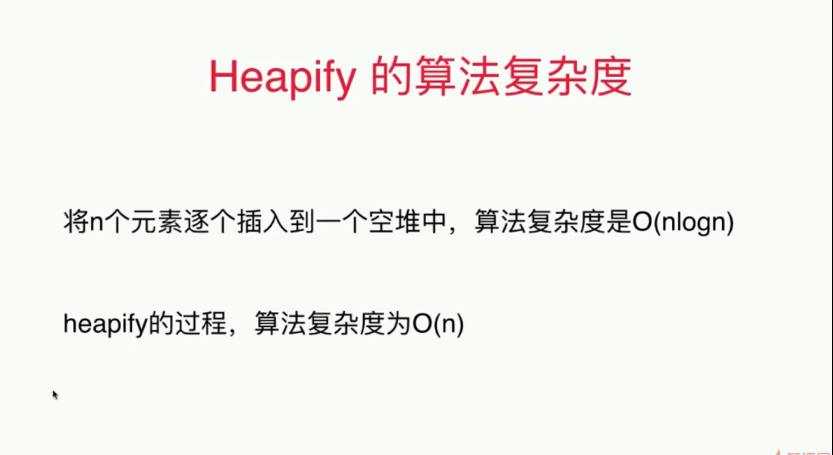 Heapify 的算法复杂度
将n个元素逐个插入到一个空堆中，算法复杂度是O(nlogn)
heapify的过程，算法复杂度为O(n)